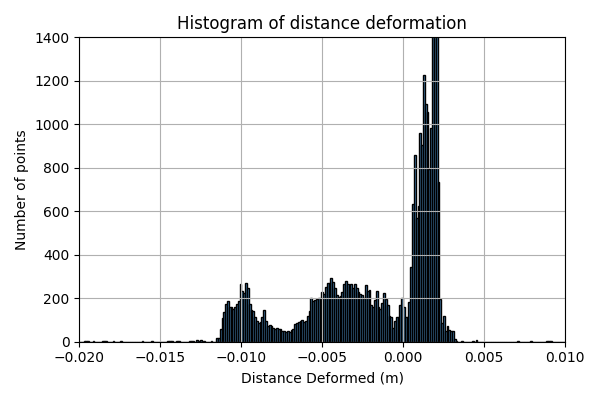 Histogram of distance deformation
1400
1200
1000
800
600
400
200
0
Number of points
−0.020 −0.015 −0.010 −0.005 0.000 0.005 0.010
Distance Deformed (m)